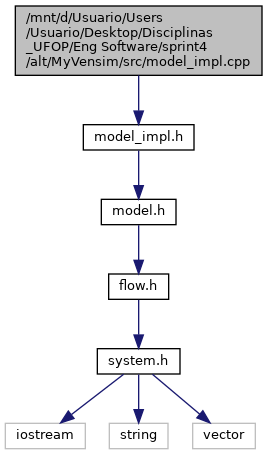 /mnt/d/Usuario/Users
/Usuario/Desktop/Disciplinas
_UFOP/Eng Software/sprint4
/alt/MyVensim/src/model_impl.cpp
model_impl.h
model.h
flow.h
system.h
iostream
string
vector